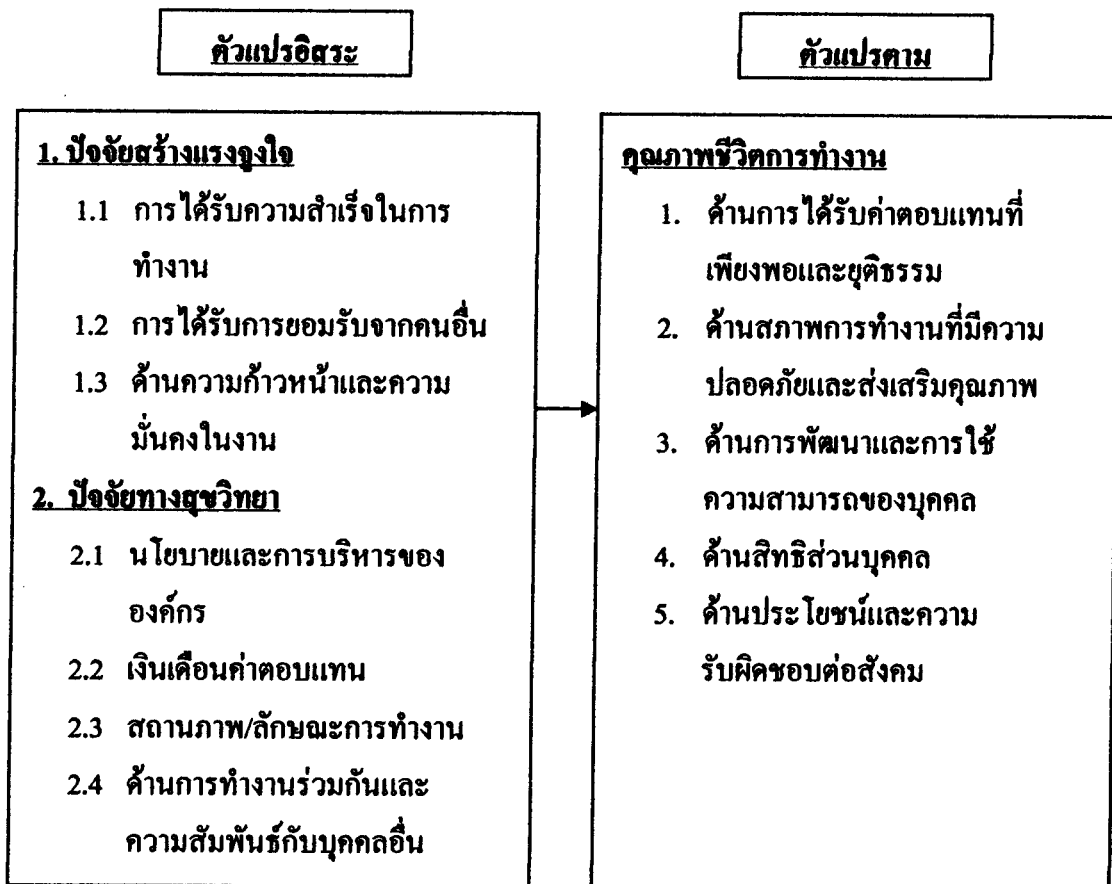 ตัวแปรอิสระ
ตัวแปรตาม
1. ปัจจัยสร้างแรงจูงใจ
1.1 การได้รับความสำเร็จในการ
ทำงาน
1.2 การได้รับการยอมรับจากคนอื่น
1.3 ด้านความก้าวหน้าและความ
มั่นคงในงาน
2. ปัจจัยทางสุขวิทยา
2.1 นโยบายและการบริหารของ
องค์กร
2.2 เงินเดือนค่าตอบแทน
2.3 สถานภาพ/ลักษณะการทำงาน
2.4 ด้านการทำงานร่วมกันและ
ความสัมพันธ์กับบุคคลอื่น
คุณภาพชีวิตการทำงาน
1. ด้านการได้รับค่าตอบแทนที่
เพียงพอและยุติธรรม
2. ด้านสภาพการทำงานที่มีความ
ปลอดภัยและส่งเสริมคุณภาพ
3. ด้านการพัฒนาและการใช้
ความสามารถของบุคคล
4. ด้านสิทธิส่วนบุคคล
5. ด้านประโยชน์และความ
รับผิดชอบต่อสังคม